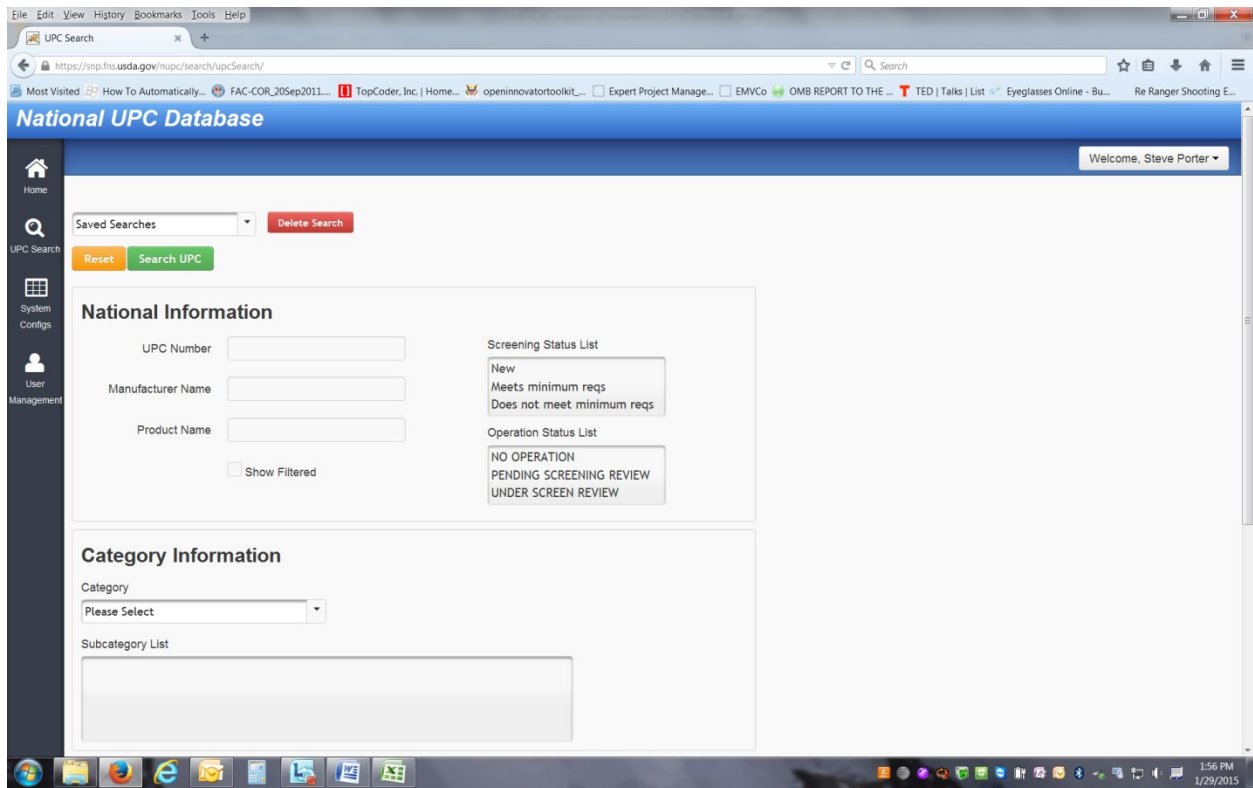 File Edit View History Bookmarks Tools Help
UPC Search × +
https://snp.fns.usda.gov/nupc/search/upcSearch/ Search
Most Visited How To Automatically... FAC-COR_20Sep2011.... TopCoder, Inc. | Home... openinnovatortoolkit_... Expert Project Manage... EMVCo OMB REPORT TO THE ... TED | Talks | List Eyeglasses Online - Bu... Re Ranger Shooting E...
National UPC Database
Welcome, Steve Porter
Home
Saved Searches Delete Search
UPC Search
Reset Search UPC
System
Configs
User
Management
National Information
UPC Number
Manufacturer Name
Product Name
Show Filtered
Screening Status List
New
Meets minimum reqs
Does not meet minimum reqs
Operation Status List
NO OPERATION
PENDING SCREENING REVIEW
UNDER SCREEN REVIEW
Category Information
Category
Please Select
Subcategory List
1:56 PM
1/29/2015